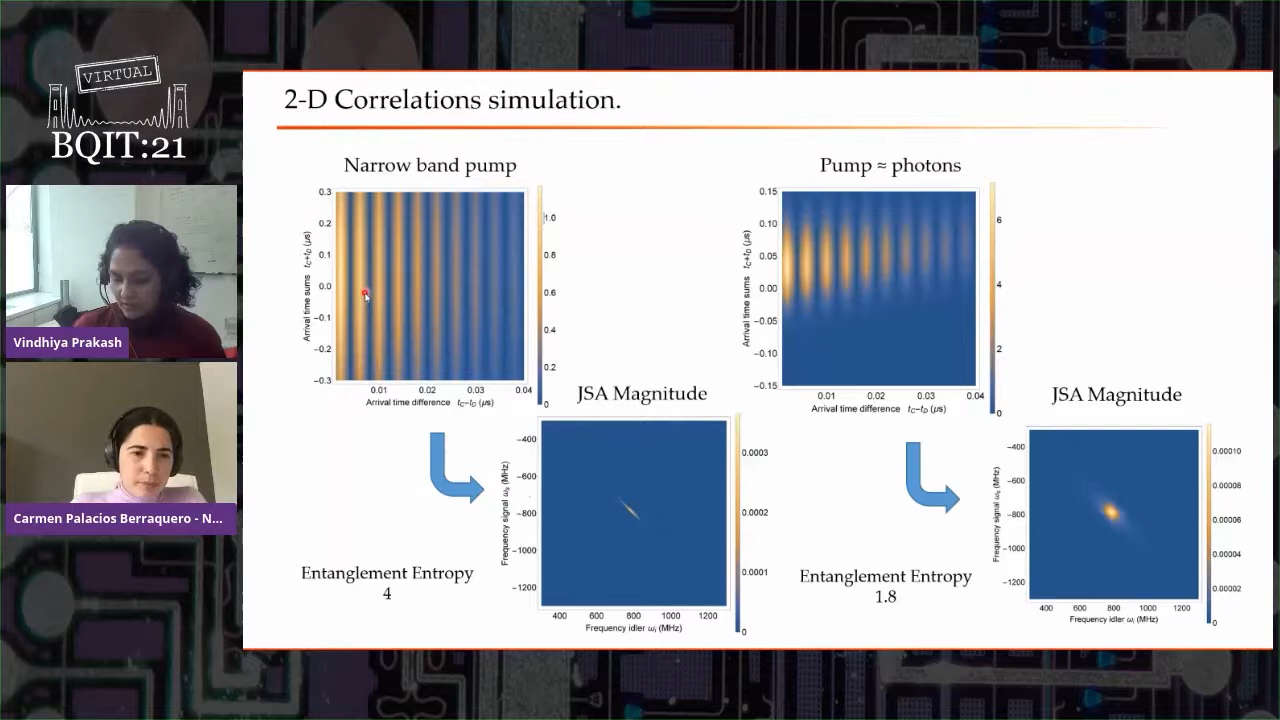 VIRTUAL
BQIT:21
Vindhiya Prakash
Carmen Palacios Berraquero - N...
2-D Correlations simulation.
Narrow band pump
0.3
0.2
0.1
0.0
−0.1
−0.2
−0.3
Arrival time sums t_C+t_D (μs)
0.01 0.02 0.03 0.04
Arrival time difference t_C−t_D (μs)
1.0
0.8
0.6
0.4
0.2
0
Pump ≈ photons
0.15
0.10
0.05
0.00
−0.05
−0.10
−0.15
Arrival time sums t_C+t_D (μs)
0.01 0.02 0.03 0.04
Arrival time difference t_C−t_D (μs)
6
4
2
0
JSA Magnitude
−400
−600
−800
−1000
−1200
Frequency signal ω_s (MHz)
400 600 800 1000 1200
Frequency idler ω_i (MHz)
0.0003
0.0002
0.0001
0
Entanglement Entropy
4
JSA Magnitude
−400
−600
−800
−1000
−1200
Frequency signal ω_s (MHz)
400 600 800 1000 1200
Frequency idler ω_i (MHz)
0.00010
0.00008
0.00006
0.00004
0.00002
0
Entanglement Entropy
1.8